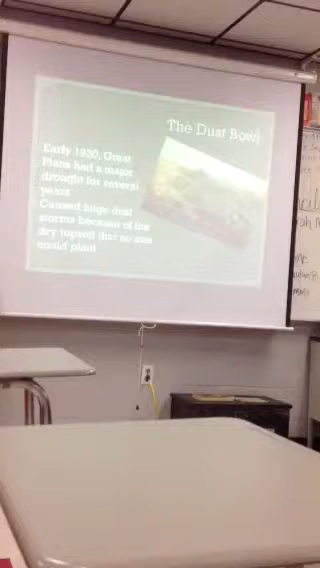 The Dust Bowl
Early 1930, Great
Plans had a major
drought for several
years
Caused huge dust
storms because of the
dry topsoil that no one
could plant